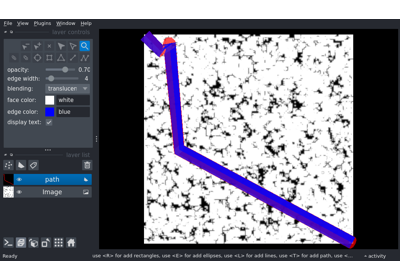 File View Plugins Window Help
layer controls
opacity: 0.70
edge width: 4
blending: translucen
face color: white
edge color: blue
display text:
layer list
path
Image
Ready
use <R> for add rectangles, use <E> for add ellipses, use <L> for add lines, use <T> for add path, use <...
activity